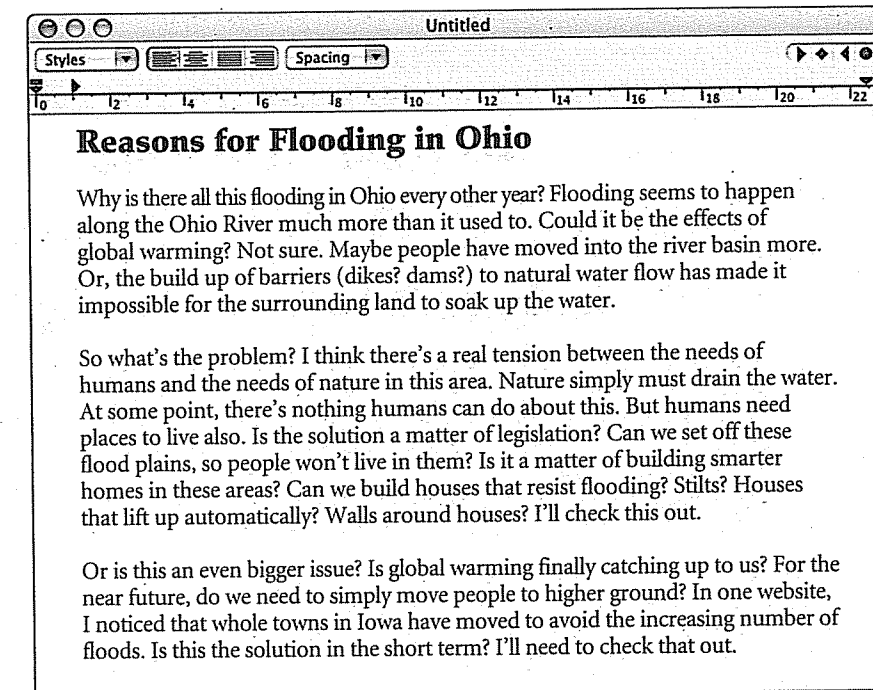 Untitled
Styles Spacing
0 2 4 6 8 10 12 14 16 18 20 22
Reasons for Flooding in Ohio
Why is there all this flooding in Ohio every other year? Flooding seems to happen
along the Ohio River much more than it used to. Could it be the effects of
global warming? Not sure. Maybe people have moved into the river basin more.
Or, the build up of barriers (dikes? dams?) to natural water flow has made it
impossible for the surrounding land to soak up the water.
So what's the problem? I think there's a real tension between the needs of
humans and the needs of nature in this area. Nature simply must drain the water.
At some point, there's nothing humans can do about this. But humans need
places to live also. Is the solution a matter of legislation? Can we set off these
flood plains, so people won't live in them? Is it a matter of building smarter
homes in these areas? Can we build houses that resist flooding? Stilts? Houses
that lift up automatically? Walls around houses? I'll check this out.
Or is this an even bigger issue? Is global warming finally catching up to us? For the
near future, do we need to simply move people to higher ground? In one website,
I noticed that whole towns in Iowa have moved to avoid the increasing number of
floods. Is this the solution in the short term? I'll need to check that out.